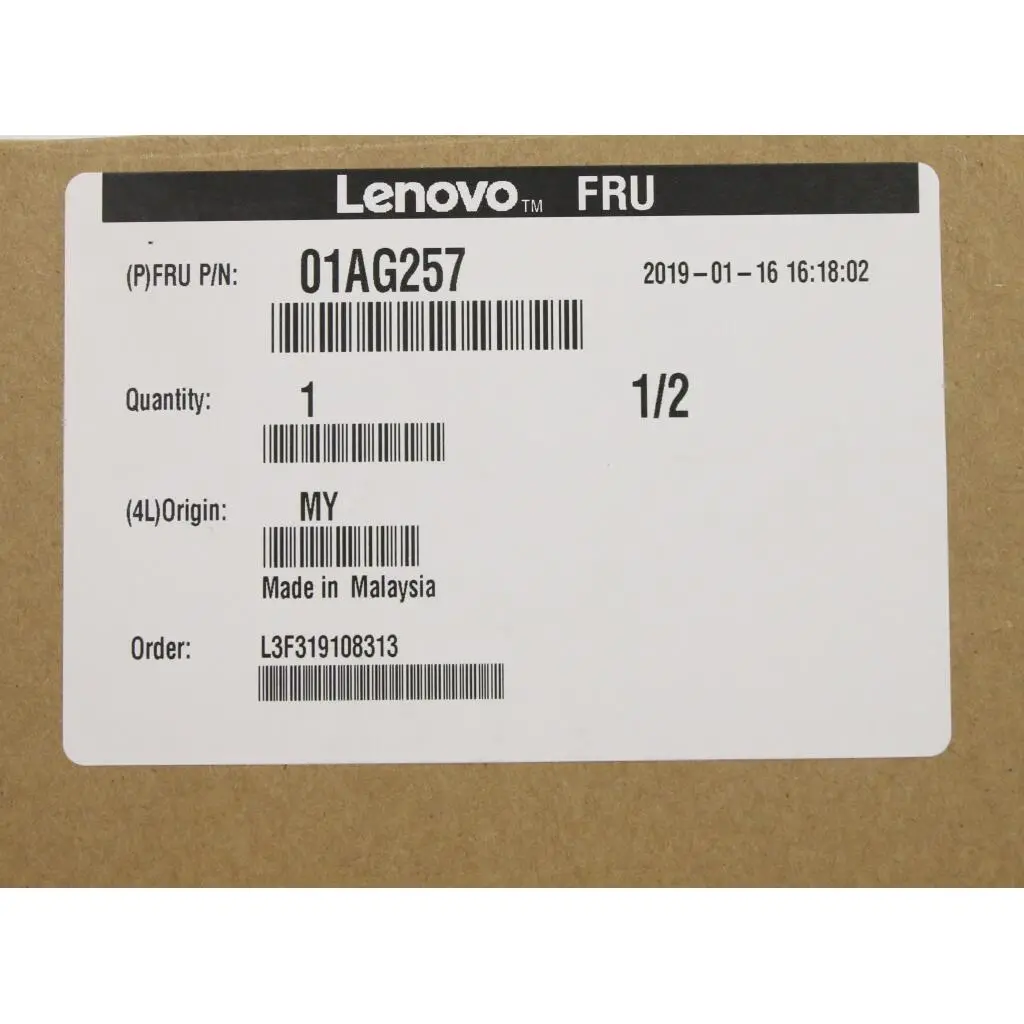 Lenovo™ FRU
(P)FRU P/N: 01AG257 2019-01-16 16:18:02
Quantity: 1 1/2
(4L)Origin: MY
Made in Malaysia
Order: L3F319108313